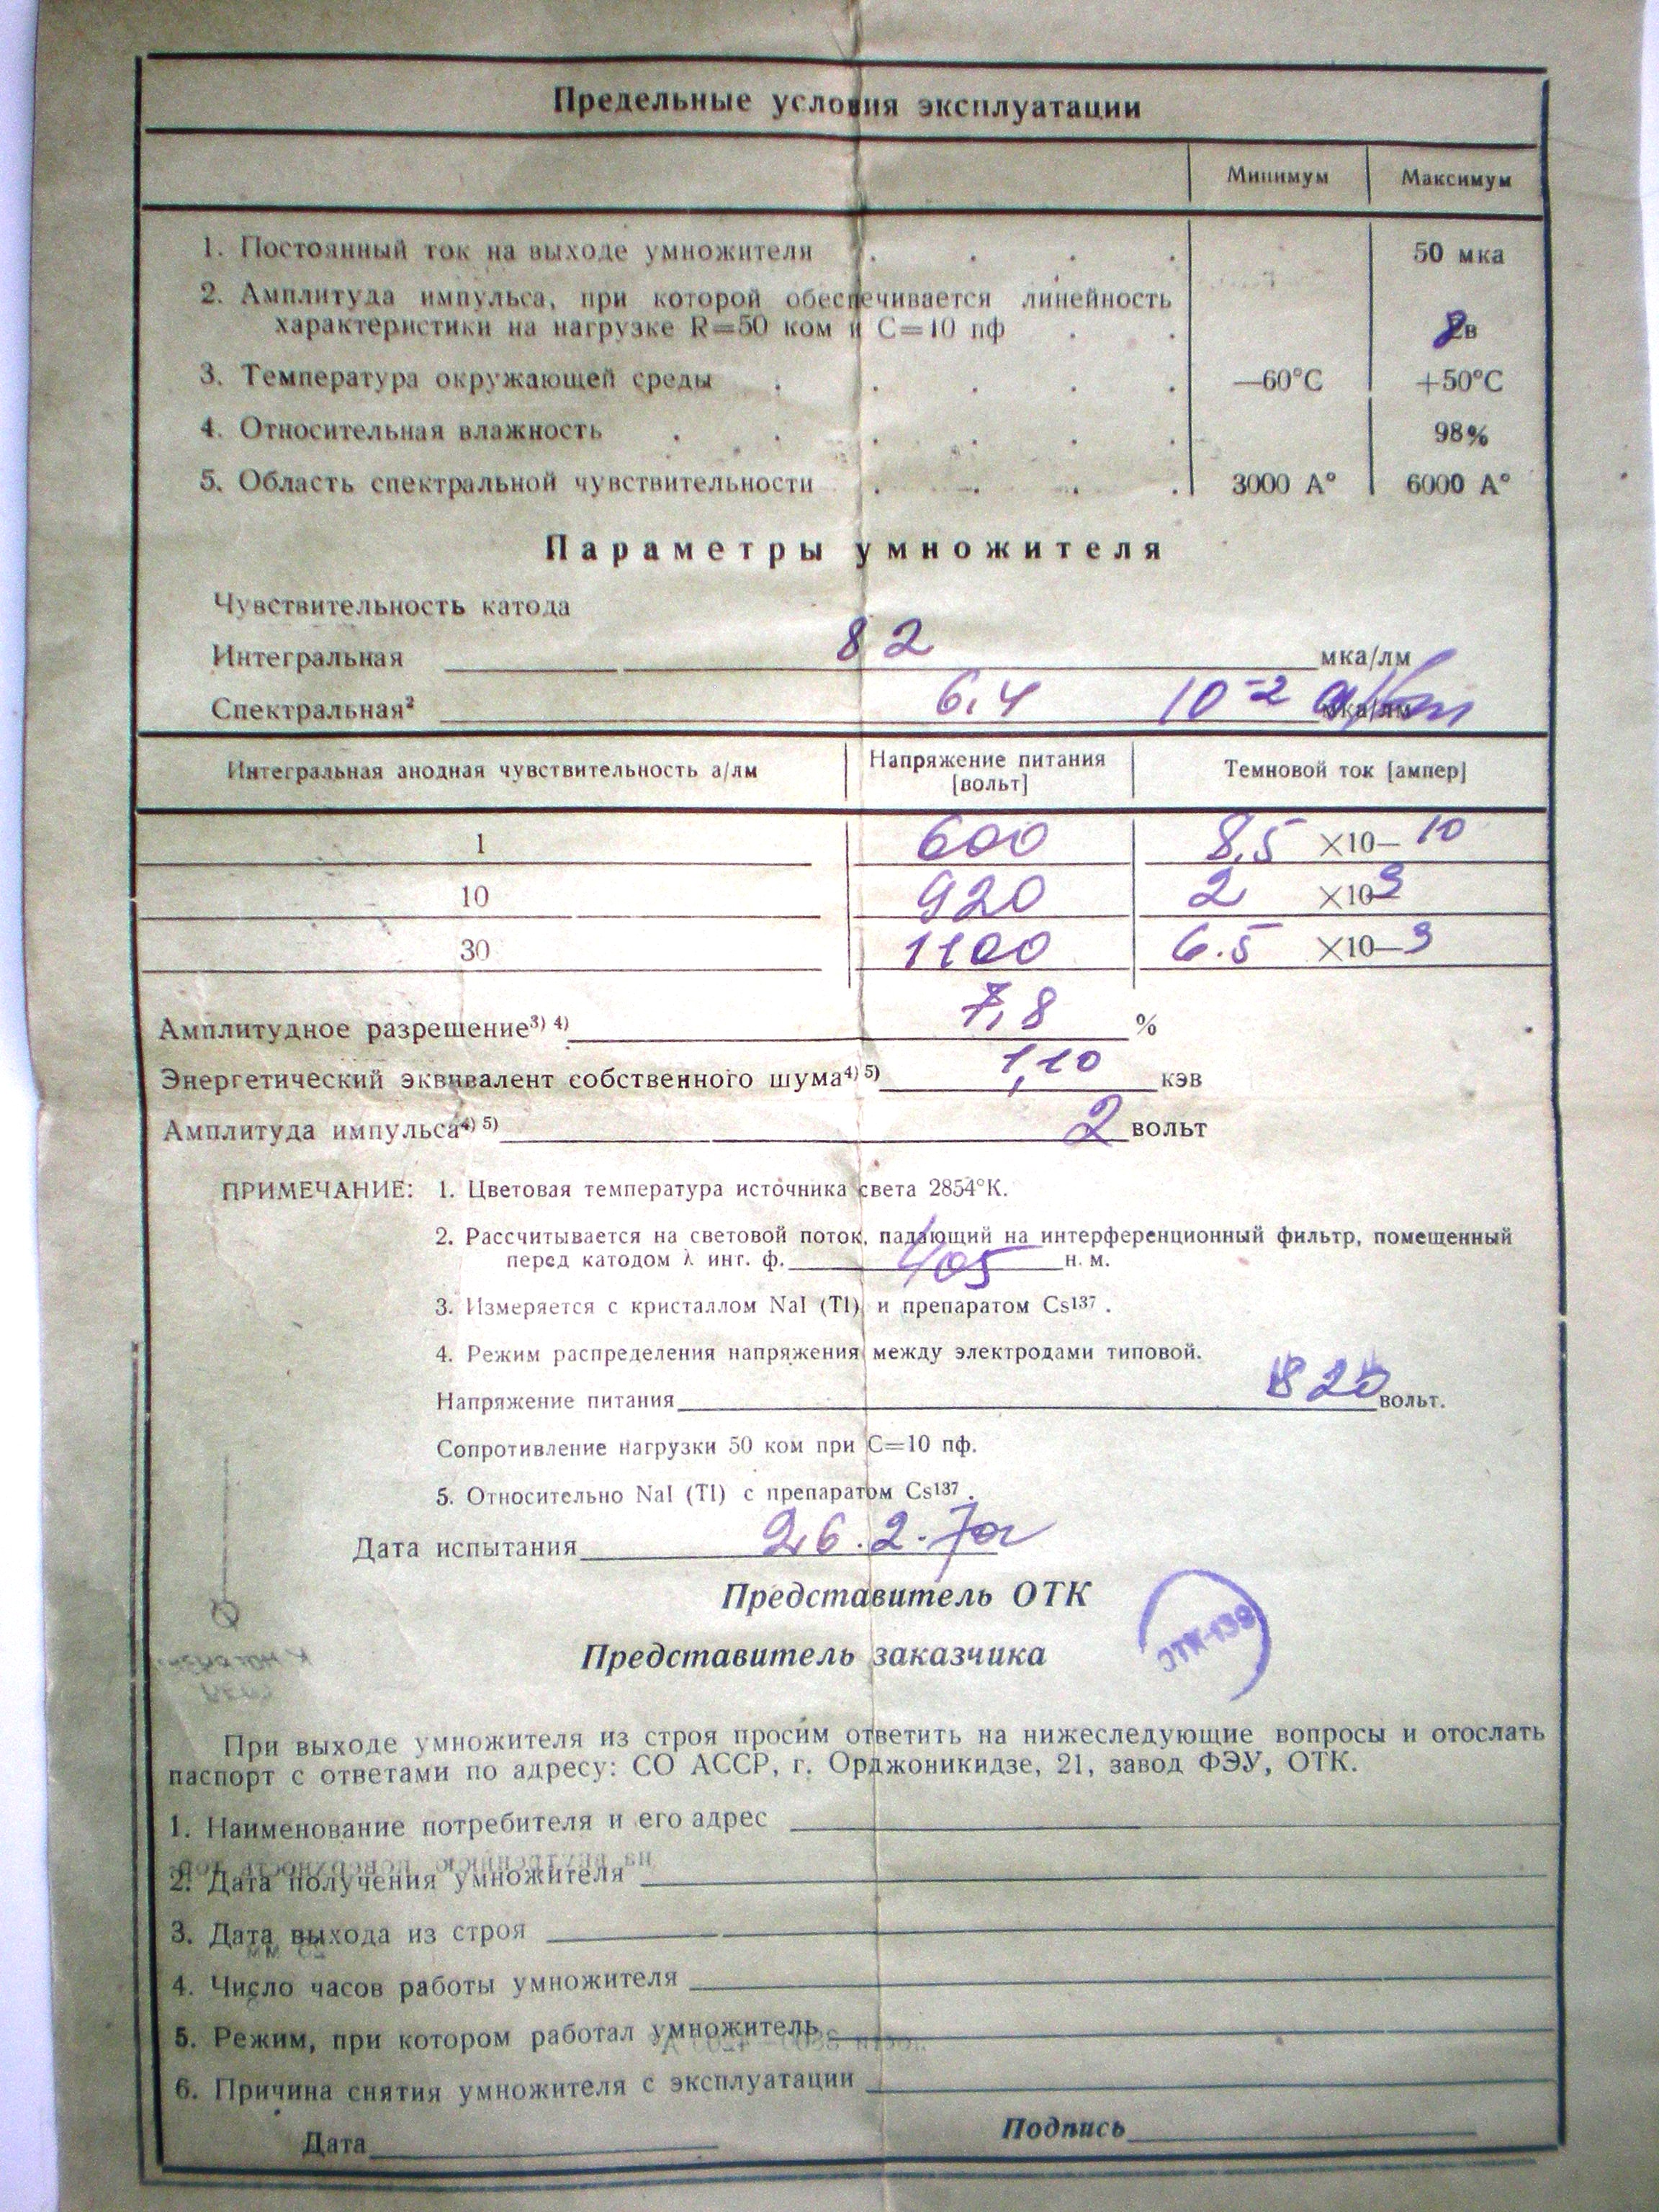 Предельные условия эксплуатации
Минимум Максимум
1. Постоянный ток на выходе умножителя . . . . 50 мка
2. Амплитуда импульса, при которой обеспечивается линейность
характеристики на нагрузке R=50 ком и С=10 пф . . в
3. Температура окружающей среды . . . . . —60°С +50°С
4. Относительная влажность . . . . . . 98%
5. Область спектральной чувствительности . . . . 3000 А° 6000 А°
Параметры умножителя
Чувствительность катода
Интегральная 82 мка/лм
Спектральная² 6,4 10-2 а/вт
Интегральная анодная чувствительность а/лм Напряжение питания [вольт] Темновой ток [ампер]
1 600 8,5 ×10—10
10 920 2 ×10-9
30 1100 6.5 ×10—9
Амплитудное разрешение³⁾ ⁴⁾ 7,8 %
Энергетический эквивалент собственного шума⁴⁾ ⁵⁾ 1,10 кэв
Амплитуда импульса⁴⁾ ⁵⁾ 2 вольт
ПРИМЕЧАНИЕ: 1. Цветовая температура источника света 2854°К.
2. Рассчитывается на световой поток, падающий на интерференционный фильтр, помещенный
перед катодом λ инт. ф. 405 н. м.
3. Измеряется с кристаллом NaI (Tl) и препаратом Cs¹³⁷.
4. Режим распределения напряжения между электродами типовой.
Напряжение питания 820 вольт.
Сопротивление нагрузки 50 ком при С=10 пф.
5. Относительно NaI (Tl) с препаратом Cs¹³⁷.
Дата испытания 26.2.70г
Представитель ОТК
Представитель заказчика
При выходе умножителя из строя просим ответить на нижеследующие вопросы и отослать
паспорт с ответами по адресу: СО АССР, г. Орджоникидзе, 21, завод ФЭУ, ОТК.
1. Наименование потребителя и его адрес
2. Дата получения умножителя
3. Дата выхода из строя
4. Число часов работы умножителя
5. Режим, при котором работал умножитель
6. Причина снятия умножителя с эксплуатации
Дата Подпись